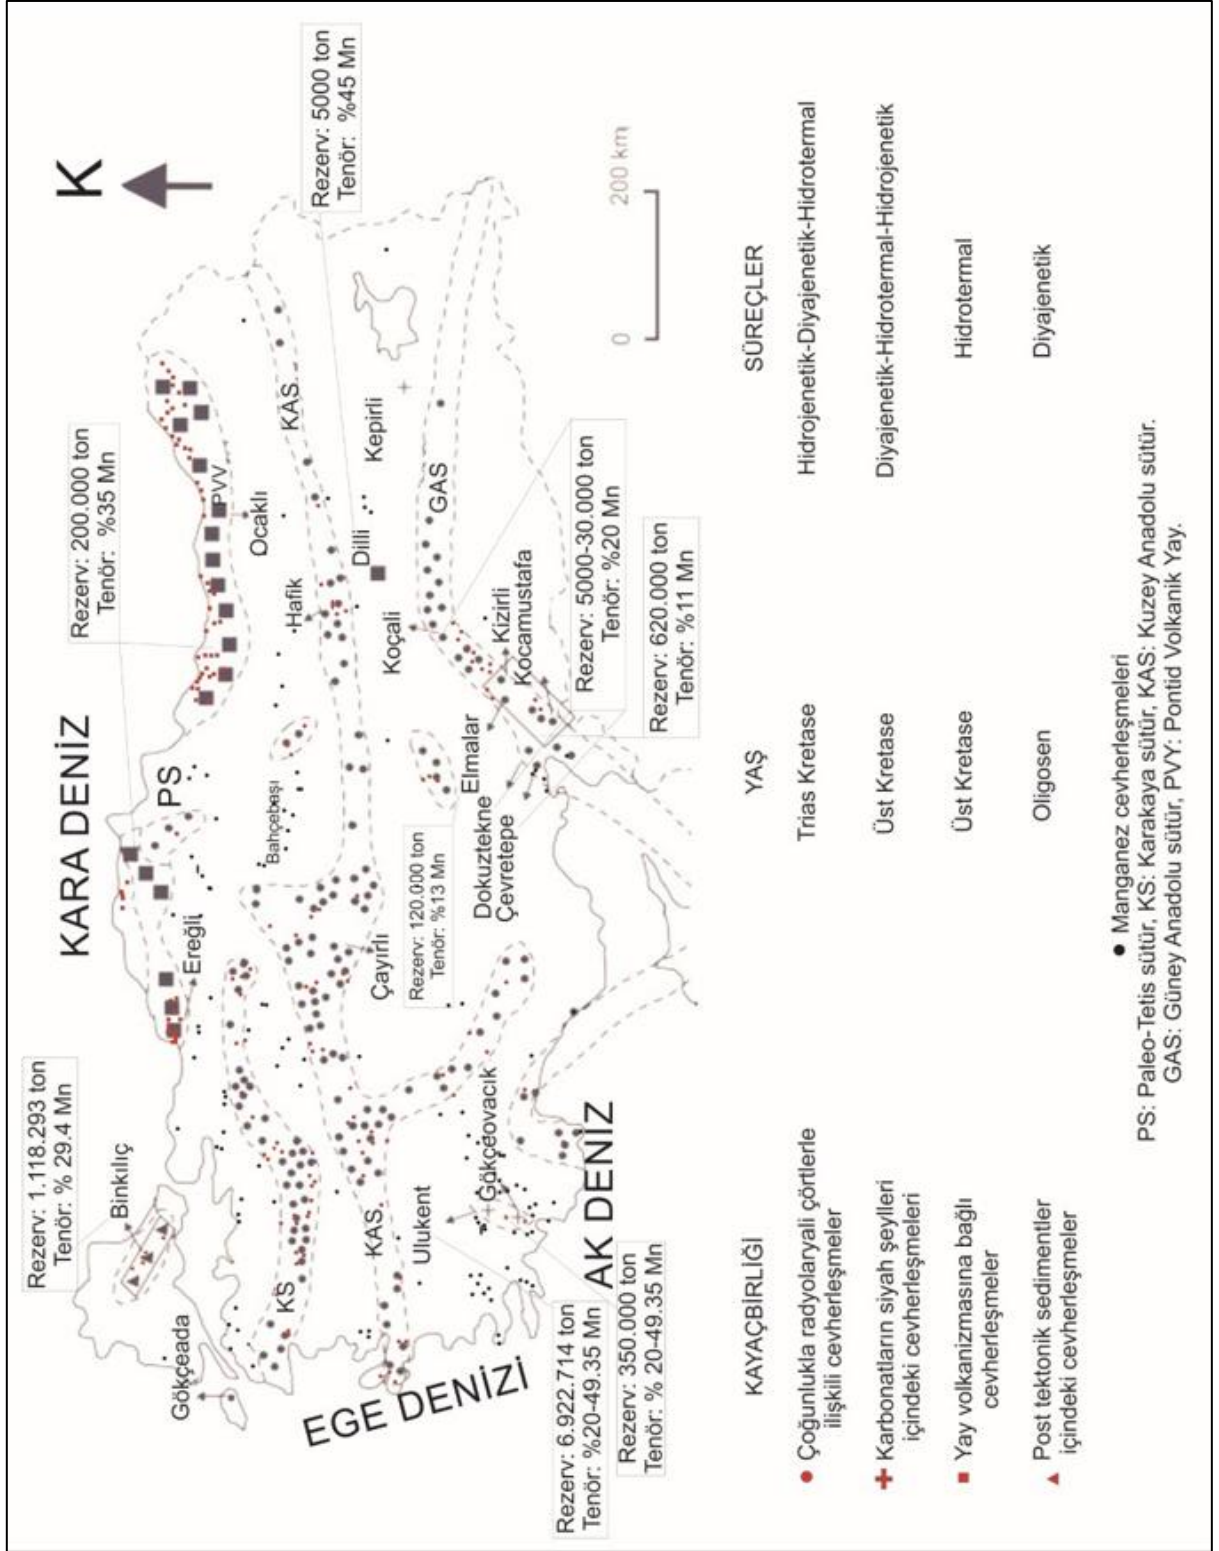 KARA DENİZ
K
Rezerv: 1.118.293 ton
Tenör: % 29.4 Mn
Rezerv: 200.000 ton
Tenör: %35 Mn
Rezerv: 5000 ton
Tenör: %45 Mn
Binkılıç
Gökçeada
Ereğli
PS
PVV
Ocaklı
KS
Bahçebaşı
Hafik
KAS
KAS
Ulukent
Çayırlı
Koçali
Dilli
Kepirli
EGE DENİZİ
Rezerv: 120.000 ton
Tenör: %13 Mn
GAS
Gökçeovacık
Dokuztekne
Çevretepe
Elmalar
Kizirli
Kocamustafa
AK DENİZ
Rezerv: 6.922.714 ton
Tenör: %20-49.35 Mn
Rezerv: 350.000 ton
Tenör: % 20-49.35 Mn
Rezerv: 5000-30.000 ton
Tenör: %20 Mn
Rezerv: 620.000 ton
Tenör: %11 Mn
0 200 km
KAYAÇBİRLİĞİ YAŞ SÜREÇLER
Çoğunlukla radyolaryali çörtlerle Trias Kretase Hidrojenetik-Diyajenetik-Hidrotermal
ilişkili cevherleşmeler
Karbonatların siyah şeylleri Üst Kretase Diyajenetik-Hidrotermal-Hidrojenetik
içindeki cevherleşmeleri
Yay volkanizmasına bağlı Üst Kretase Hidrotermal
cevherleşmeler
Post tektonik sedimentler Oligosen Diyajenetik
içindeki cevherleşmeler
● Manganez cevherleşmeleri
PS: Paleo-Tetis sütür, KS: Karakaya sütür, KAS: Kuzey Anadolu sütür.
GAS: Güney Anadolu sütür, PVY: Pontid Volkanik Yay.